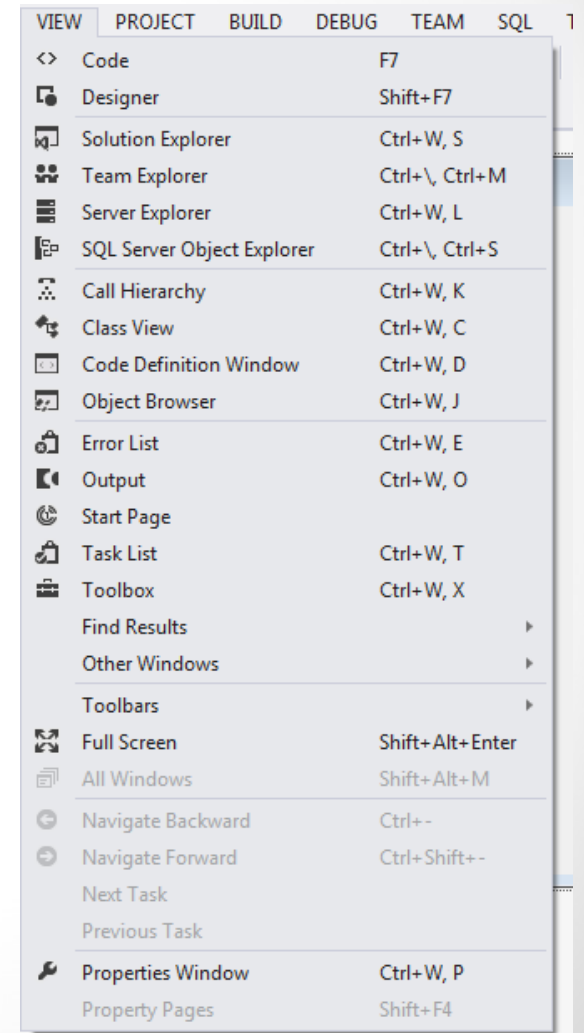 VIEW PROJECT BUILD DEBUG TEAM SQL
Code F7
Designer Shift+F7
Solution Explorer Ctrl+W, S
Team Explorer Ctrl+\, Ctrl+M
Server Explorer Ctrl+W, L
SQL Server Object Explorer Ctrl+\, Ctrl+S
Call Hierarchy Ctrl+W, K
Class View Ctrl+W, C
Code Definition Window Ctrl+W, D
Object Browser Ctrl+W, J
Error List Ctrl+W, E
Output Ctrl+W, O
Start Page
Task List Ctrl+W, T
Toolbox Ctrl+W, X
Find Results
Other Windows
Toolbars
Full Screen Shift+Alt+Enter
All Windows Shift+Alt+M
Navigate Backward Ctrl+-
Navigate Forward Ctrl+Shift+-
Next Task
Previous Task
Properties Window Ctrl+W, P
Property Pages Shift+F4